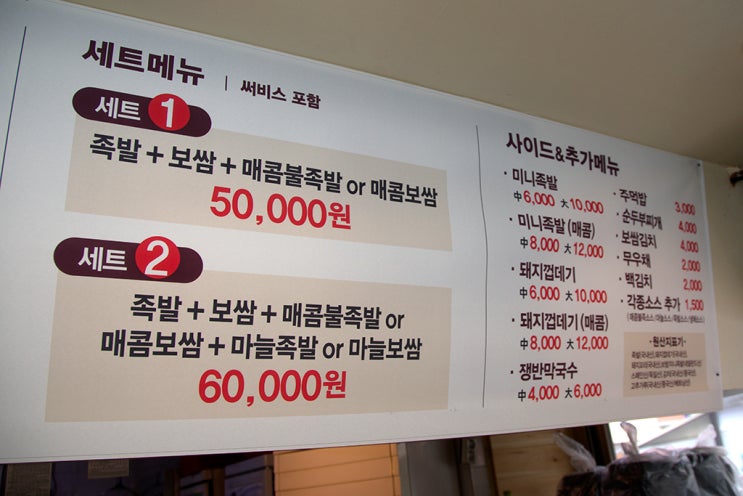 세트메뉴 | 써비스 포함
세트 1
족발 + 보쌈 + 매콤불족발 or 매콤보쌈
50,000원
세트 2
족발 + 보쌈 + 매콤불족발 or
매콤보쌈 + 마늘족발 or 마늘보쌈
60,000원
사이드&추가메뉴
· 미니족발
中 6,000 大 10,000
· 미니족발 (매콤)
中 8,000 大 12,000
· 돼지껍데기
中 6,000 大 10,000
· 돼지껍데기 (매콤)
中 8,000 大 12,000
· 쟁반막국수
中 4,000 大 6,000
· 주먹밥 3,000
· 순두부찌개 4,000
· 보쌈김치 4,000
· 무우채 2,000
· 백김치 2,000
· 각종소스 추가 1,500
· 원산지표기 ·